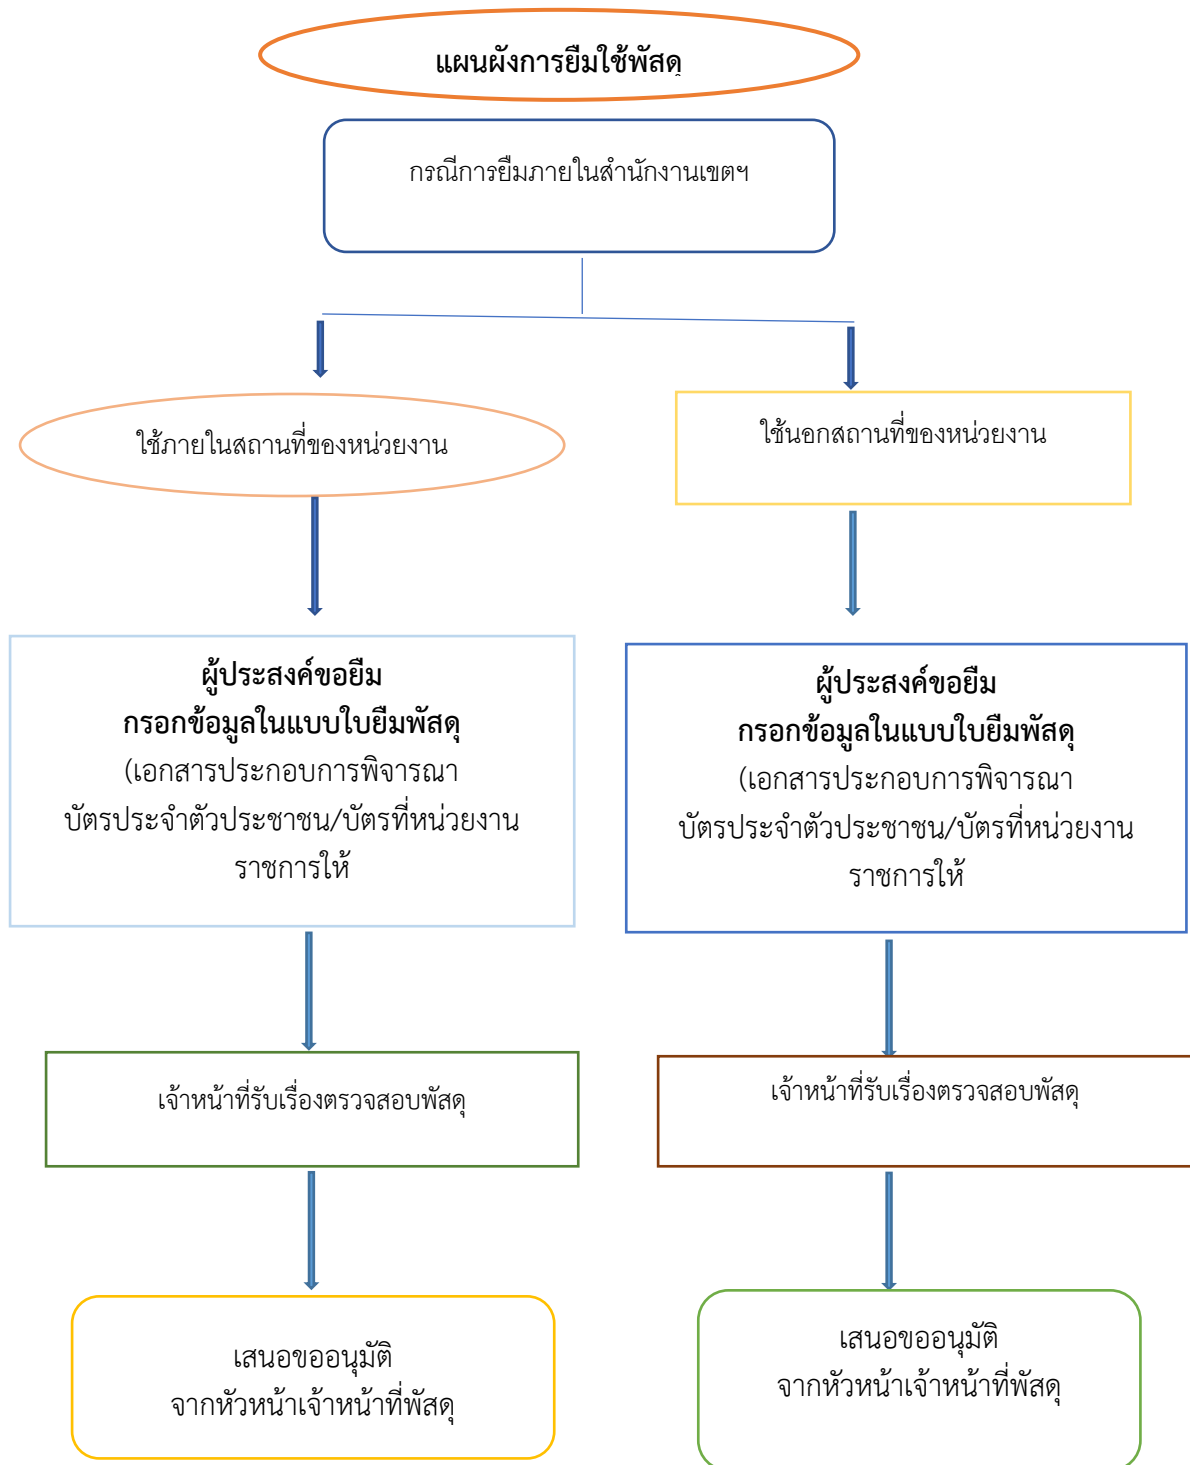 แผนผังการยืมใช้พัสดุ
กรณีการยืมภายในสำนักงานเขตฯ
ใช้ภายในสถานที่ของหน่วยงาน
ใช้นอกสถานที่ของหน่วยงาน
ผู้ประสงค์ขอยืม
กรอกข้อมูลในแบบใบยืมพัสดุ
(เอกสารประกอบการพิจารณา
บัตรประจำตัวประชาชน/บัตรที่หน่วยงาน
ราชการให้
ผู้ประสงค์ขอยืม
กรอกข้อมูลในแบบใบยืมพัสดุ
(เอกสารประกอบการพิจารณา
บัตรประจำตัวประชาชน/บัตรที่หน่วยงาน
ราชการให้
เจ้าหน้าที่รับเรื่องตรวจสอบพัสดุ
เจ้าหน้าที่รับเรื่องตรวจสอบพัสดุ
เสนอขออนุมัติ
จากหัวหน้าเจ้าหน้าที่พัสดุ
เสนอขออนุมัติ
จากหัวหน้าเจ้าหน้าที่พัสดุ